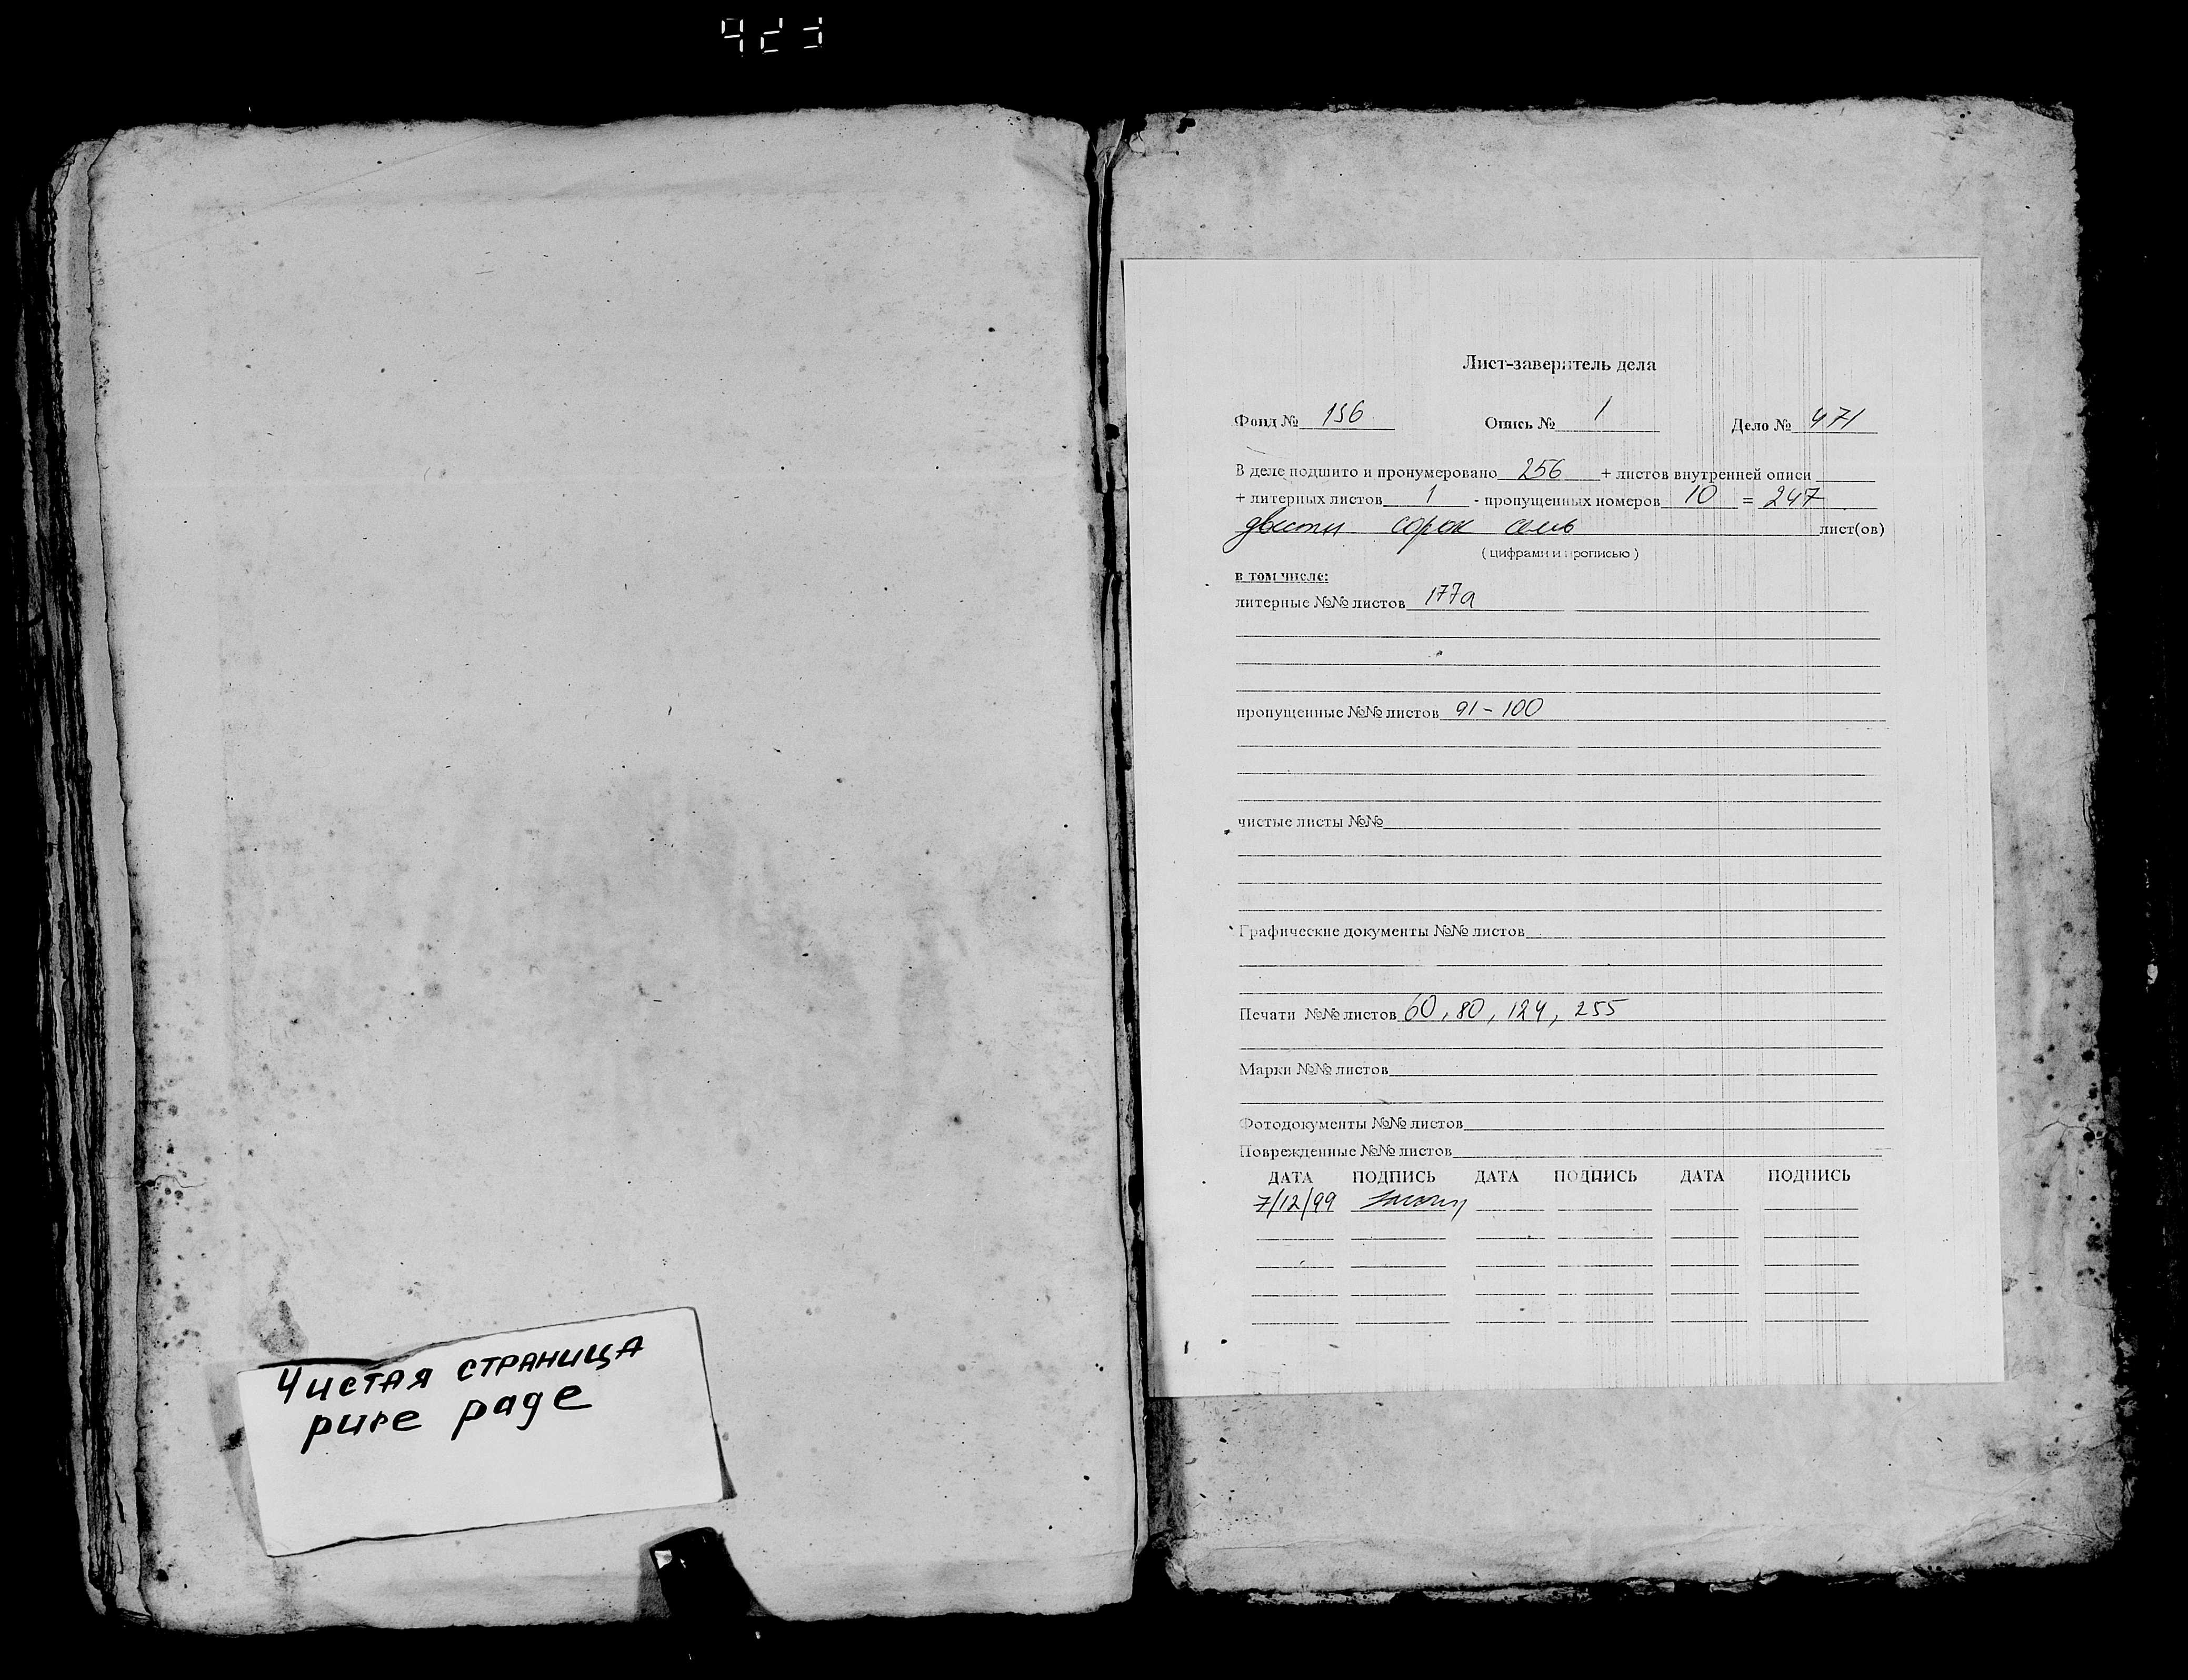 Чистая страница
pure page
Лист-заверитель дела
Фонд № 156 Опись № 1 Дело № 471
В деле подшито и пронумеровано 256 + листов внутренней описи
+ литерных листов 1 - пропущенных номеров 10 = 247
двести сорок семь лист(ов)
( цифрами и прописью )
в том числе:
литерные №№ листов 177а
пропущенные №№ листов 91-100
чистые листы №№
Графические документы №№ листов
Печати №№ листов 60, 80, 124, 255
Марки №№ листов
Фотодокументы №№ листов
Поврежденные №№ листов
ДАТА ПОДПИСЬ ДАТА ПОДПИСЬ ДАТА ПОДПИСЬ
7/12/99